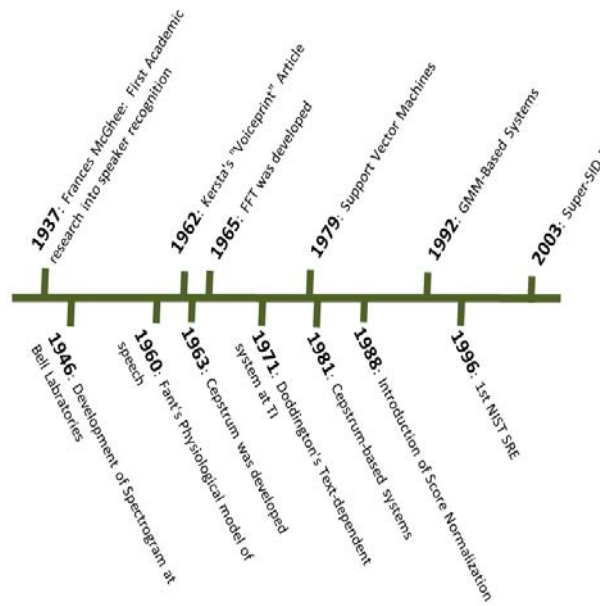 1937: Frances McGhee: First Academic
research into speaker recognition
1962: Kersta's "Voiceprint" Article
1965: FFT was developed
1979: Support Vector Machines
1992: GMM-Based Systems
2003: Super-SID
1946: Development of Spectrogram at
Bell Labratories
1960: Fant's Physiological model of
speech
1963: Cepstrum was developed
1971: Doddington's Text-dependent
system at TI
1981: Cepstrum-based systems
1988: Introduction of Score Normalization
1996: 1st NIST SRE